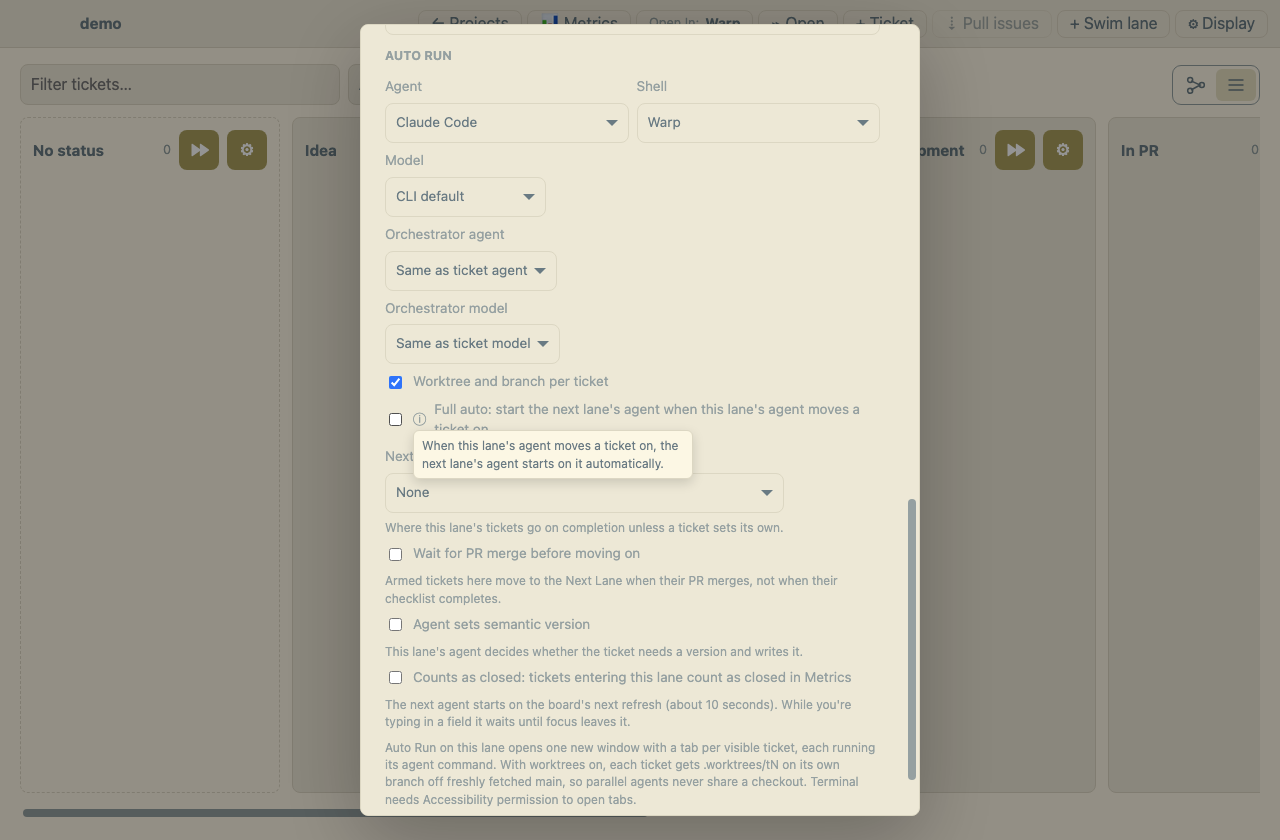 demo
← Projects
Metrics
Open In: Warp
Open
+ Ticket
Pull issues
+ Swim lane
Display
Filter tickets...
No status
0
Idea
0
In PR
0
AUTO RUN
Agent
Shell
Claude Code
Warp
Model
CLI default
Orchestrator agent
Same as ticket agent
Orchestrator model
Same as ticket model
Worktree and branch per ticket
Full auto: start the next lane's agent when this lane's agent moves a
ticket on
When this lane's agent moves a ticket on, the
next lane's agent starts on it automatically.
Next
None
Where this lane's tickets go on completion unless a ticket sets its own.
Wait for PR merge before moving on
Armed tickets here move to the Next Lane when their PR merges, not when their
checklist completes.
Agent sets semantic version
This lane's agent decides whether the ticket needs a version and writes it.
Counts as closed: tickets entering this lane count as closed in Metrics
The next agent starts on the board's next refresh (about 10 seconds). While you're
typing in a field it waits until focus leaves it.
Auto Run on this lane opens one new window with a tab per visible ticket, each running
its agent command. With worktrees on, each ticket gets .worktrees/tN on its own
branch off freshly fetched main, so parallel agents never share a checkout. Terminal
needs Accessibility permission to open tabs.